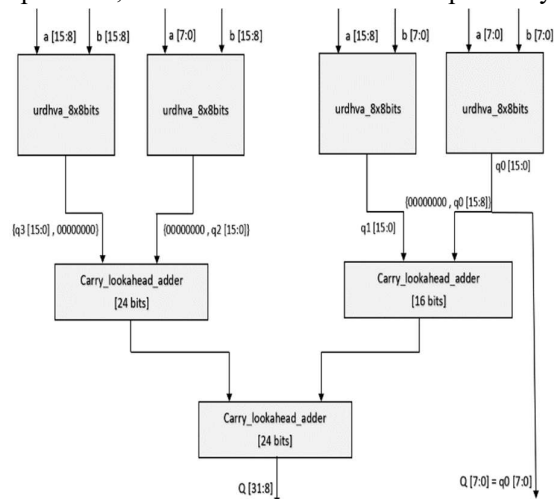 a [15:8] b [15:8] a [7:0] b [15:8] a [15:8] b [7:0] a [7:0] b [7:0]
urdhva_8x8bits urdhva_8x8bits urdhva_8x8bits urdhva_8x8bits
q0 [15:0]
{00000000 , q0 [15:8]}
{q3 [15:0] , 00000000} {00000000 , q2 [15:0]} q1 [15:0]
Carry_lookahead_adder
[24 bits]
Carry_lookahead_adder
[16 bits]
Carry_lookahead_adder
[24 bits]
Q [31:8] Q [7:0] = q0 [7:0]